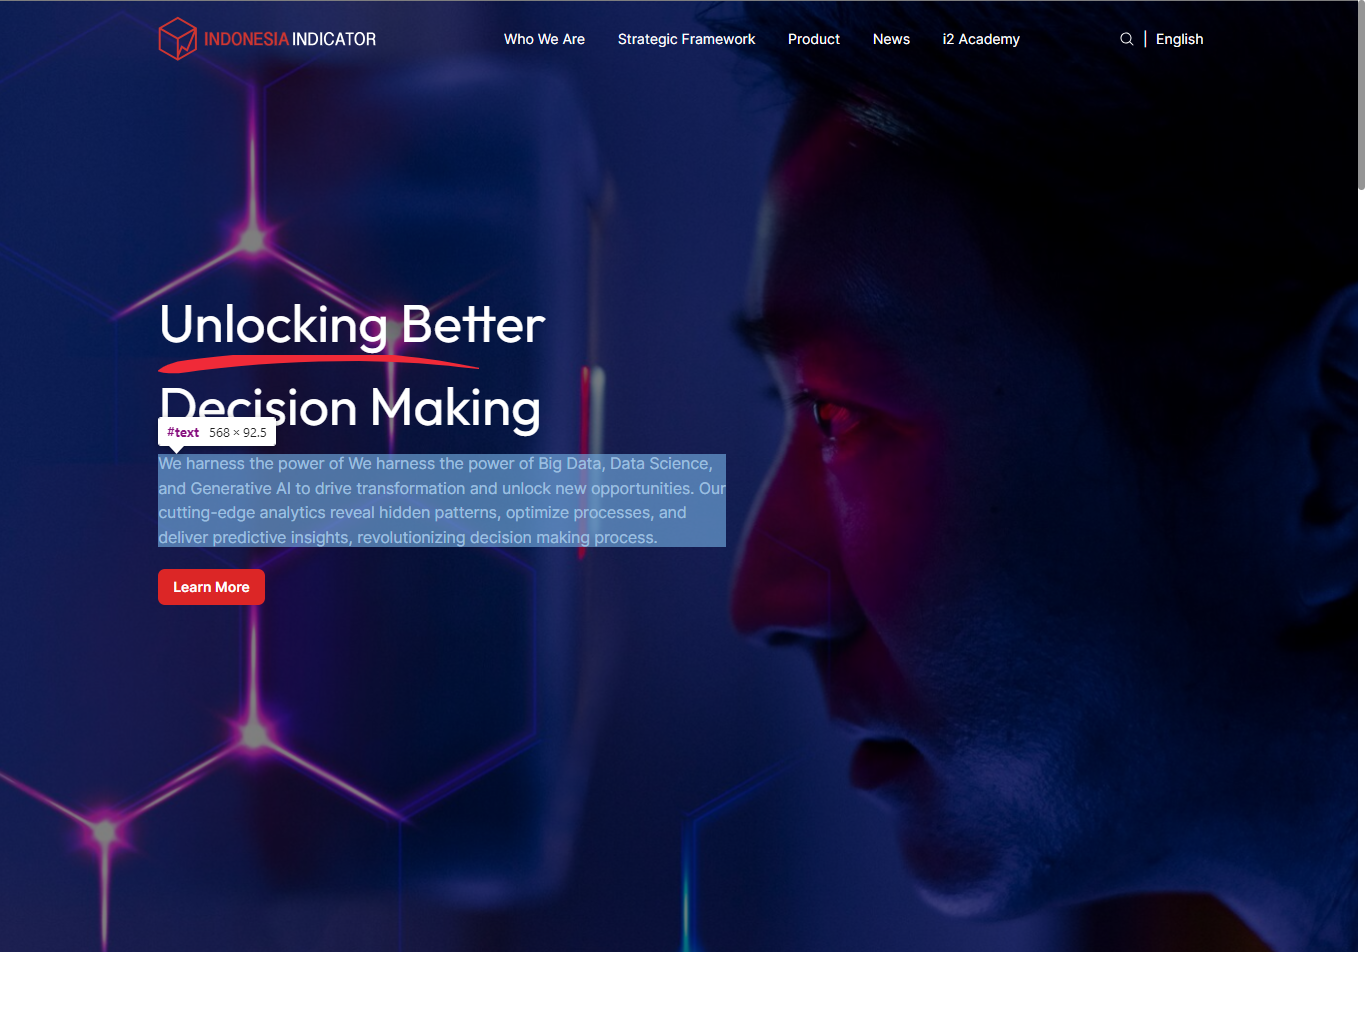 INDONESIA INDICATOR
Who We Are
Strategic Framework
Product
News
i2 Academy
|
English
Unlocking Better
Decision Making
#text 568 × 92.5
We harness the power of We harness the power of Big Data, Data Science,
and Generative AI to drive transformation and unlock new opportunities. Our
cutting-edge analytics reveal hidden patterns, optimize processes, and
deliver predictive insights, revolutionizing decision making process.
Learn More